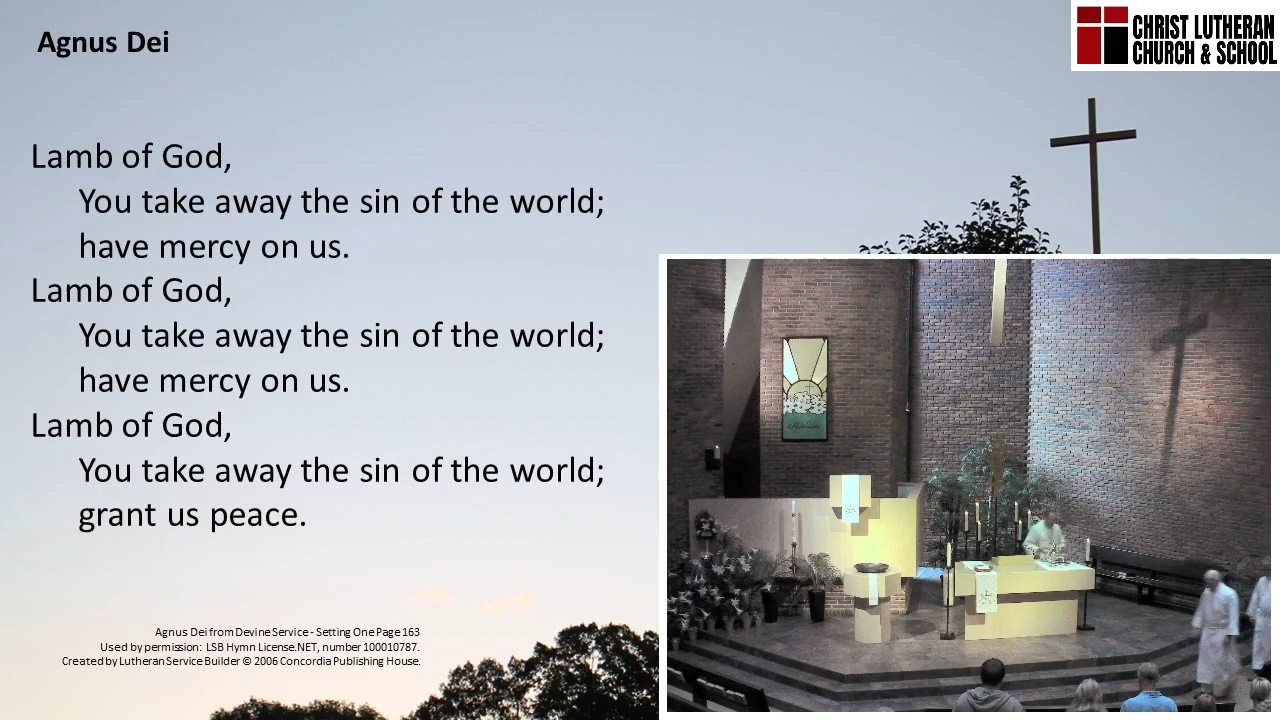 Agnus Dei
CHRIST LUTHERAN
CHURCH & SCHOOL
Lamb of God,
You take away the sin of the world;
have mercy on us.
Lamb of God,
You take away the sin of the world;
have mercy on us.
Lamb of God,
You take away the sin of the world;
grant us peace.
Agnus Dei from Devine Service - Setting One Page 163
Used by permission: LSB Hymn License.NET, number 100010787.
Created by Lutheran Service Builder © 2006 Concordia Publishing House.